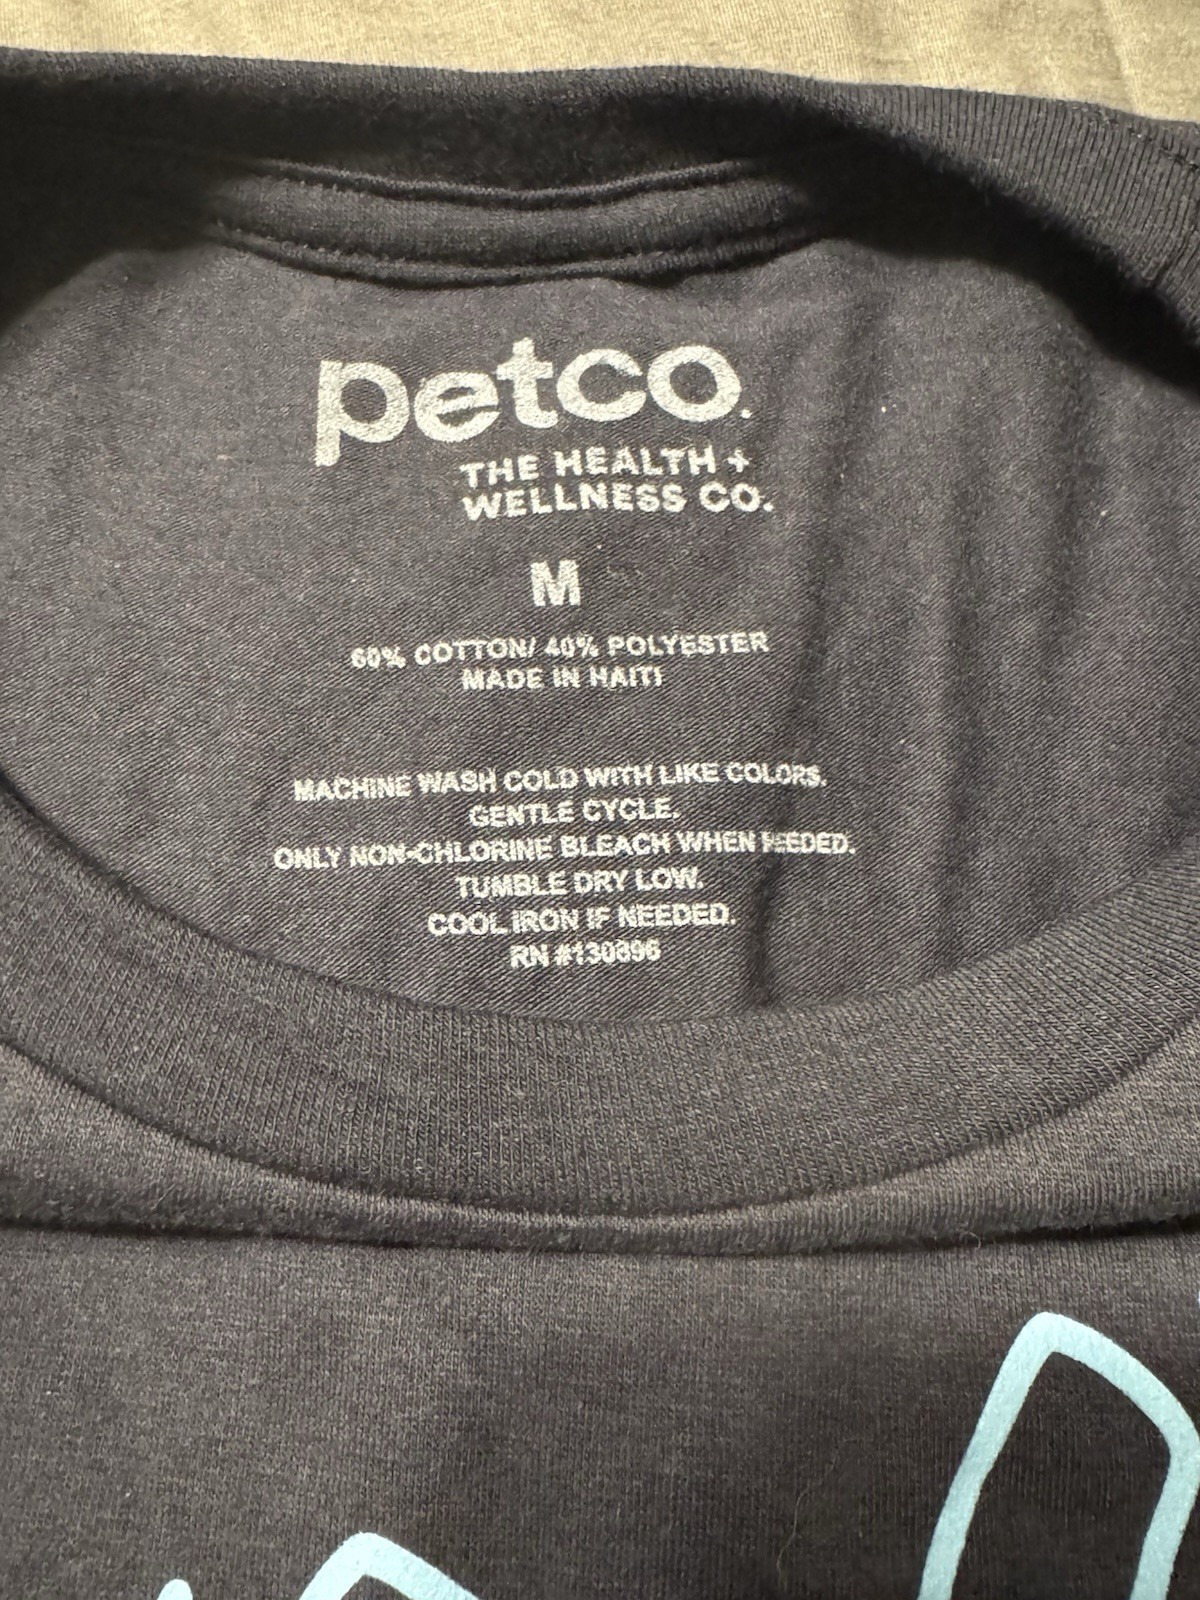 petco.
THE HEALTH +
WELLNESS CO.
M
60% COTTON/ 40% POLYESTER
MADE IN HAITI
MACHINE WASH COLD WITH LIKE COLORS.
GENTLE CYCLE.
ONLY NON-CHLORINE BLEACH WHEN NEEDED.
TUMBLE DRY LOW.
COOL IRON IF NEEDED.
RN #130896